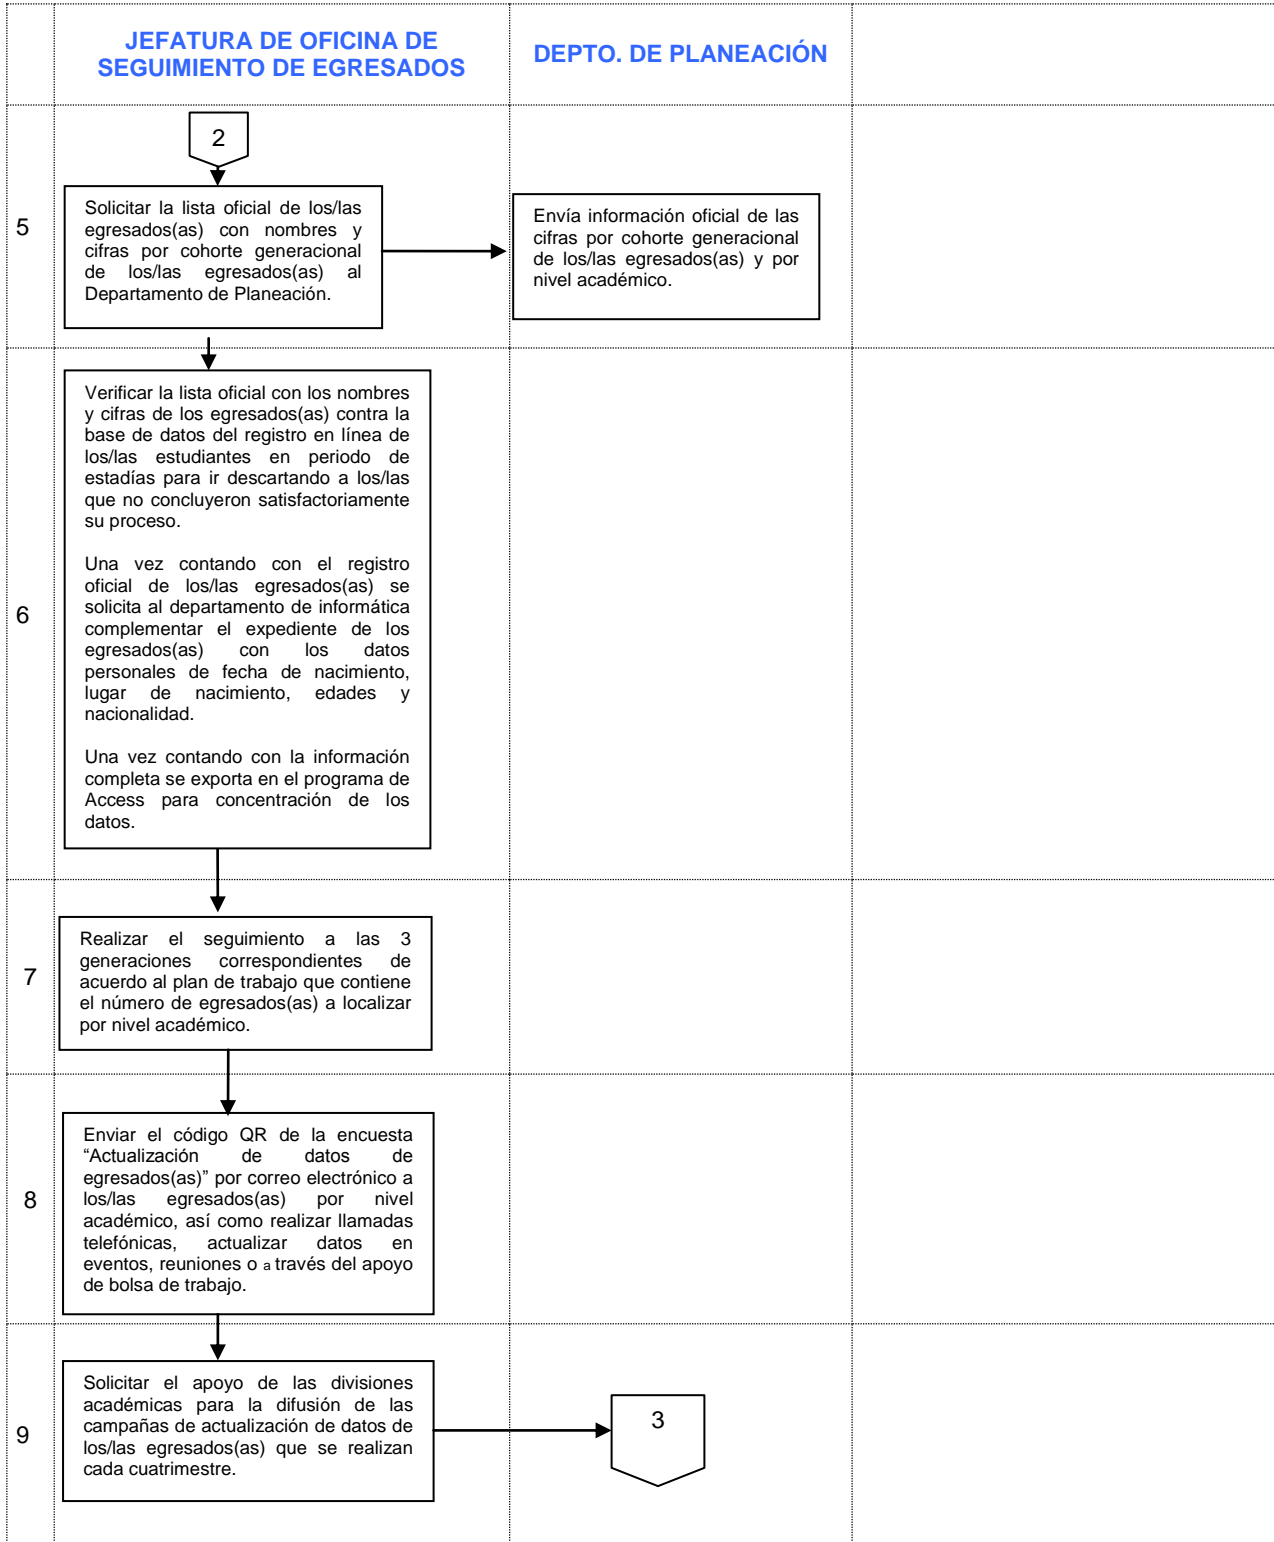 JEFATURA DE OFICINA DE
SEGUIMIENTO DE EGRESADOS
DEPTO. DE PLANEACIÓN
2
5
Solicitar la lista oficial de los/las
egresados(as) con nombres y
cifras por cohorte generacional
de los/las egresados(as) al
Departamento de Planeación.
Envía información oficial de las
cifras por cohorte generacional
de los/las egresados(as) y por
nivel académico.
6
Verificar la lista oficial con los nombres
y cifras de los egresados(as) contra la
base de datos del registro en línea de
los/las estudiantes en periodo de
estadías para ir descartando a los/las
que no concluyeron satisfactoriamente
su proceso.
Una vez contando con el registro
oficial de los/las egresados(as) se
solicita al departamento de informática
complementar el expediente de los
egresados(as) con los datos
personales de fecha de nacimiento,
lugar de nacimiento, edades y
nacionalidad.
Una vez contando con la información
completa se exporta en el programa de
Access para concentración de los
datos.
7
Realizar el seguimiento a las 3
generaciones correspondientes de
acuerdo al plan de trabajo que contiene
el número de egresados(as) a localizar
por nivel académico.
8
Enviar el código QR de la encuesta
“Actualización de datos de
egresados(as)” por correo electrónico a
los/las egresados(as) por nivel
académico, así como realizar llamadas
telefónicas, actualizar datos en
eventos, reuniones o a través del apoyo
de bolsa de trabajo.
9
Solicitar el apoyo de las divisiones
académicas para la difusión de las
campañas de actualización de datos de
los/las egresados(as) que se realizan
cada cuatrimestre.
3